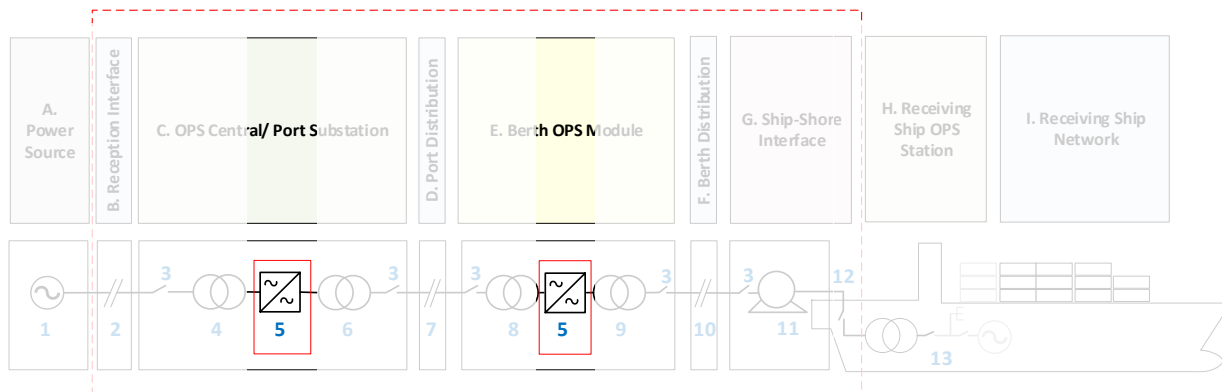 A.
Power
Source
B. Reception Interface
C. OPS Central/ Port Substation
D. Port Distribution
E. Berth OPS Module
F. Berth Distribution
G. Ship-Shore
Interface
H. Receiving
Ship OPS
Station
I. Receiving Ship
Network
1
2
3
4
5
6
3
7
3
8
5
9
3
10
3
11
12
13
E